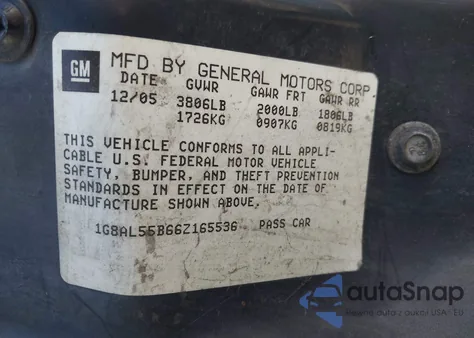 GM
MFD BY GENERAL MOTORS CORP
DATE GVWR GAWR FRT GAWR RR
12/05 3806LB 2000LB 1806LB
1726KG 0907KG 0819KG
THIS VEHICLE CONFORMS TO ALL APPLI-
CABLE U.S. FEDERAL MOTOR VEHICLE
SAFETY, BUMPER, AND THEFT PREVENTION
STANDARDS IN EFFECT ON THE DATE OF
MANUFACTURE SHOWN ABOVE.
1G8AL55B66Z165536 PASS CAR
autoSnap